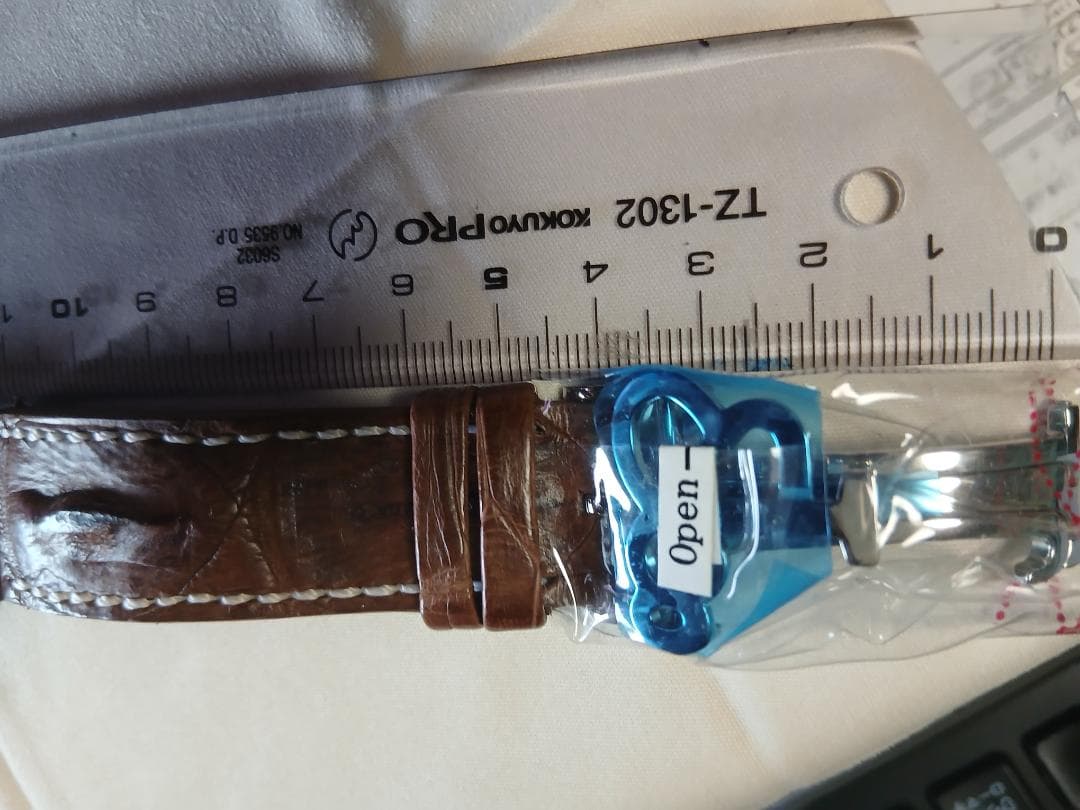 TZ-1302 KOKUYO PRO
S6032
NO.9535 D.P.
0 1 2 3 4 5 6 7 8 9 10
Open